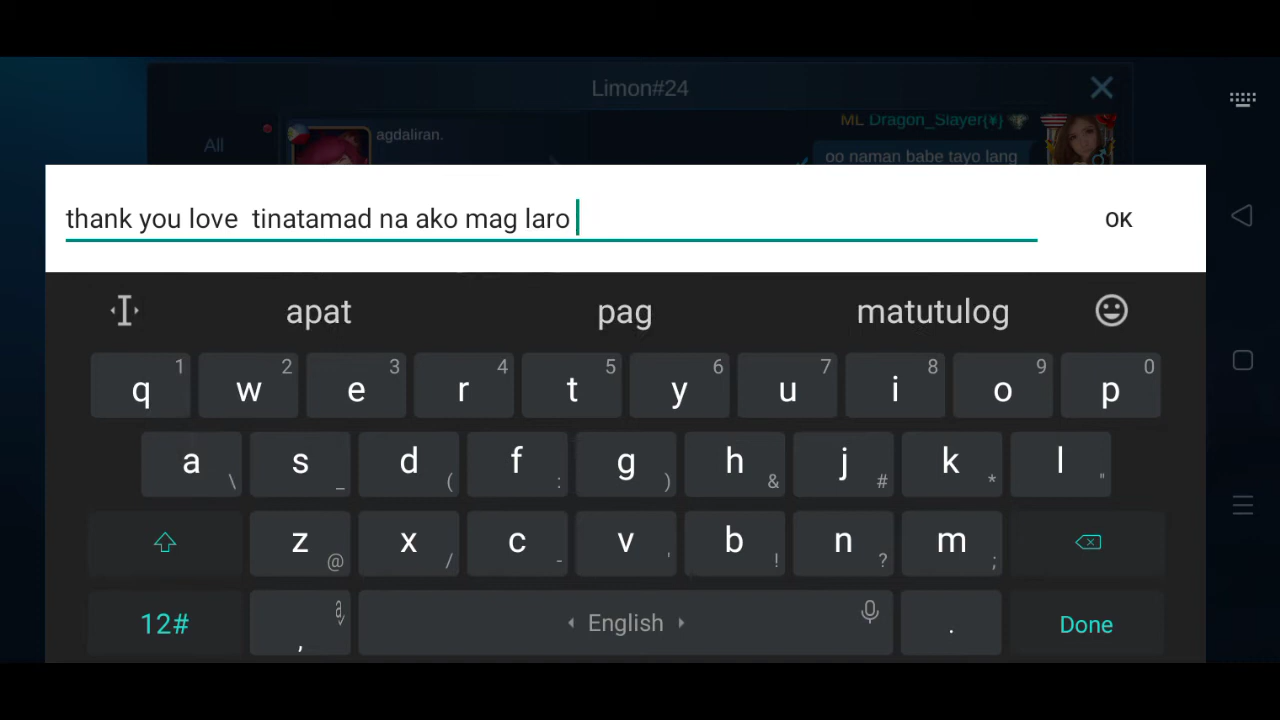 Limon#24
All
agdaliran.
ML Dragon_Slayer{¥}
oo naman babe tayo lang
thank you love  tinatamad na ako mag laro
OK
apat pag matutulog
1 2 3 4 5 6 7 8 9 0
q w e r t y u i o p
a s d f g h j k l
\ _ ( : ) & # * "
z x c v b n m
@ / - ' ! ? ;
12# , English . Done